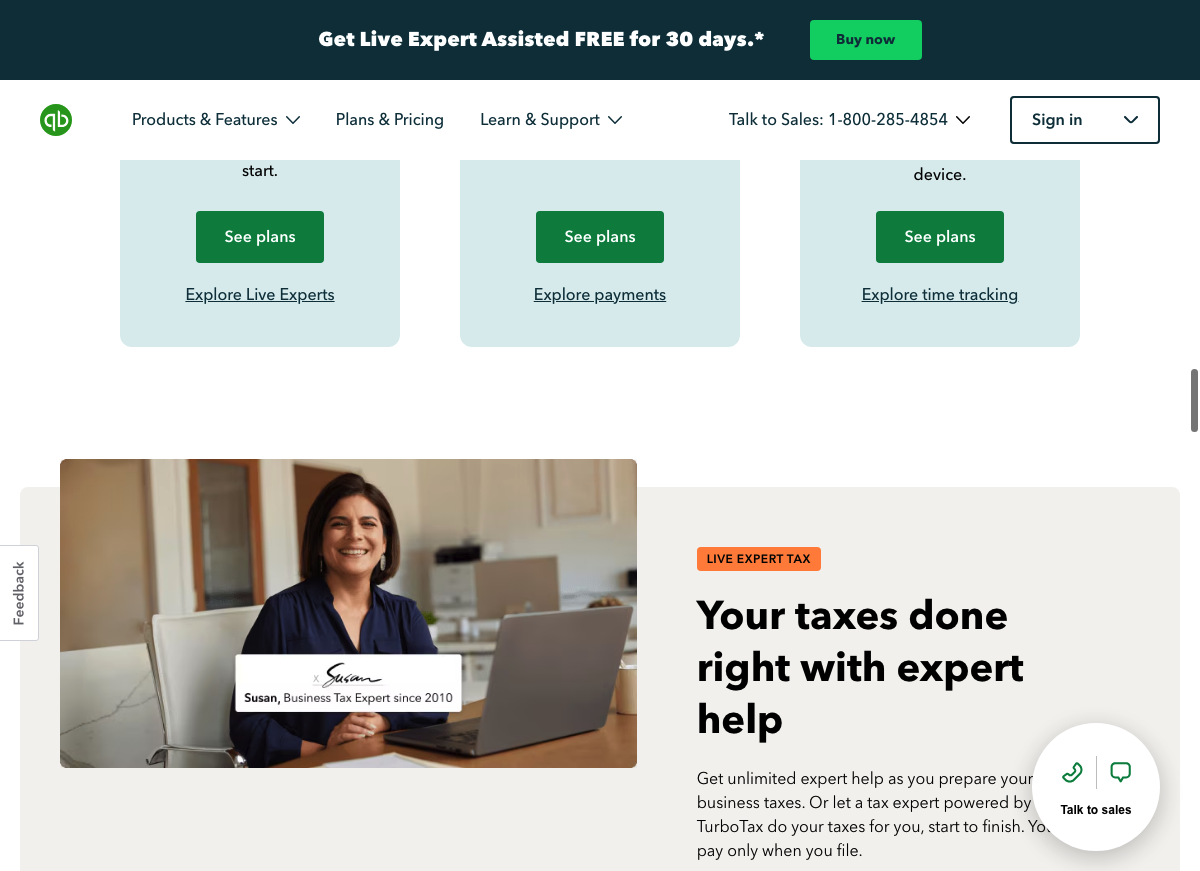 Get Live Expert Assisted FREE for 30 days.*
Buy now
qb
Products & Features
Plans & Pricing
Learn & Support
Talk to Sales: 1-800-285-4854
Sign in
start.
device.
See plans
See plans
See plans
Explore Live Experts
Explore payments
Explore time tracking
Feedback
x Susan
Susan, Business Tax Expert since 2010
LIVE EXPERT TAX
Your taxes done
right with expert
help
Get unlimited expert help as you prepare your
business taxes. Or let a tax expert powered by
TurboTax do your taxes for you, start to finish.
pay only when you file.
Talk to sales